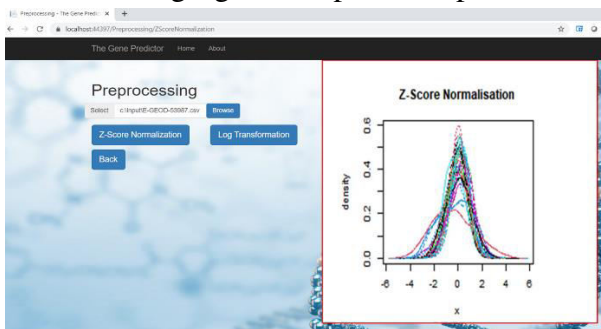 Preprocessing - The Gene Predi
localhost:44397/Preprocessing/ZScoreNormalization
The Gene Predictor Home About
Preprocessing
Select c:\Input\E-GEOD-53987.csv Browse
Z-Score Normalization Log Transformation
Back
Z-Score Normalisation
density
0.0 0.2 0.4 0.6
-6 -4 -2 0 2 4 6
x